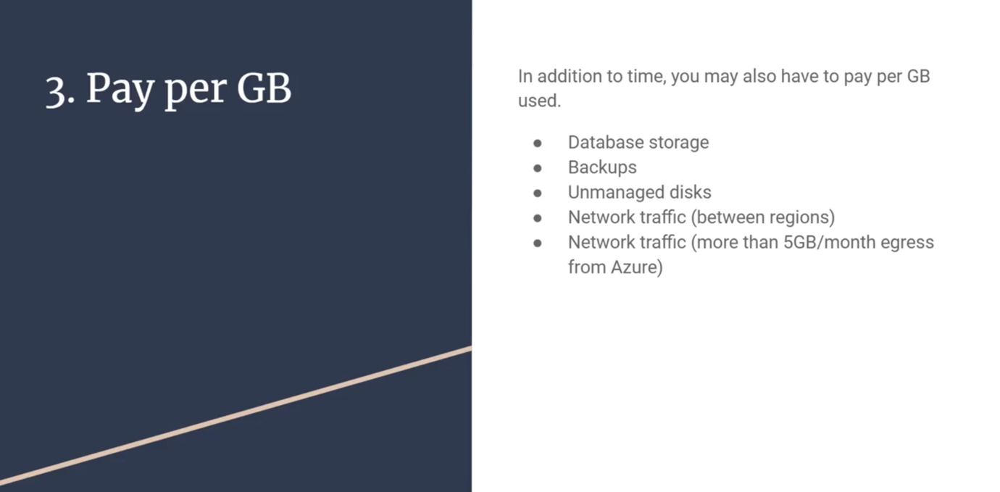 3. Pay per GB
In addition to time, you may also have to pay per GB
used.
● Database storage
● Backups
● Unmanaged disks
● Network traffic (between regions)
● Network traffic (more than 5GB/month egress
from Azure)